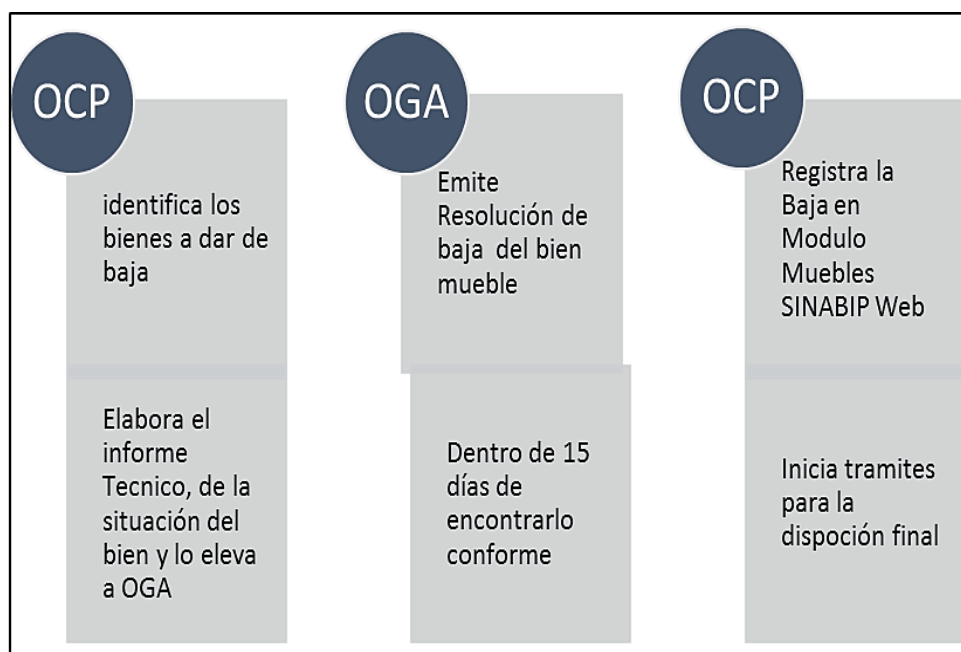 OCP
identifica los
bienes a dar de
baja
Elabora el
informe
Tecnico, de la
situación del
bien y lo eleva
a OGA
OGA
Emite
Resolución de
baja del bien
mueble
Dentro de 15
días de
encontrarlo
conforme
OCP
Registra la
Baja en
Modulo
Muebles
SINABIP Web
Inicia tramites
para la
dispoción final